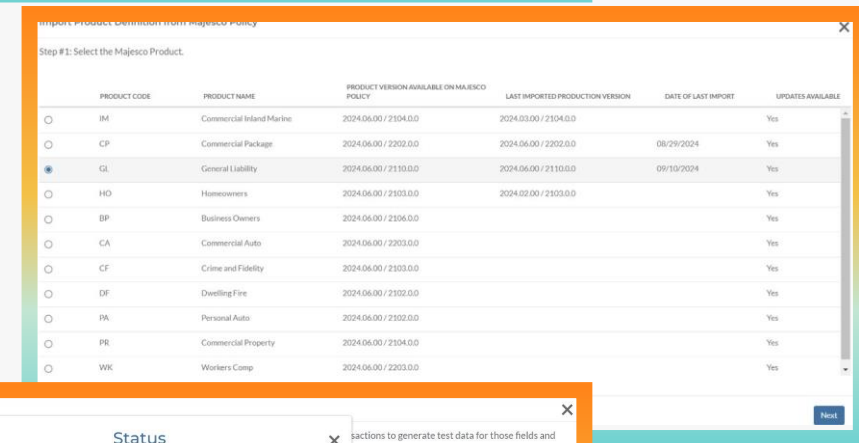 Import Product Definition from Majesco Policy
Step #1: Select the Majesco Product.
PRODUCT CODE PRODUCT NAME PRODUCT VERSION AVAILABLE ON MAJESCO POLICY LAST IMPORTED PRODUCTION VERSION DATE OF LAST IMPORT UPDATES AVAILABLE
IM Commercial Inland Marine 2024.06.00 / 2104.0.0 2024.03.00 / 2104.0.0 Yes
CP Commercial Package 2024.06.00 / 2202.0.0 2024.06.00 / 2202.0.0 08/29/2024 Yes
GL General Liability 2024.06.00 / 2110.0.0 2024.06.00 / 2110.0.0 09/10/2024 Yes
HO Homeowners 2024.06.00 / 2103.0.0 2024.02.00 / 2103.0.0 Yes
BP Business Owners 2024.06.00 / 2106.0.0 Yes
CA Commercial Auto 2024.06.00 / 2203.0.0 Yes
CF Crime and Fidelity 2024.06.00 / 2103.0.0 Yes
DF Dwelling Fire 2024.06.00 / 2102.0.0 Yes
PA Personal Auto 2024.06.00 / 2102.0.0 Yes
PR Commercial Property 2024.06.00 / 2104.0.0 Yes
WK Workers Comp 2024.06.00 / 2203.0.0 Yes
Next
Status
sactions to generate test data for those fields and